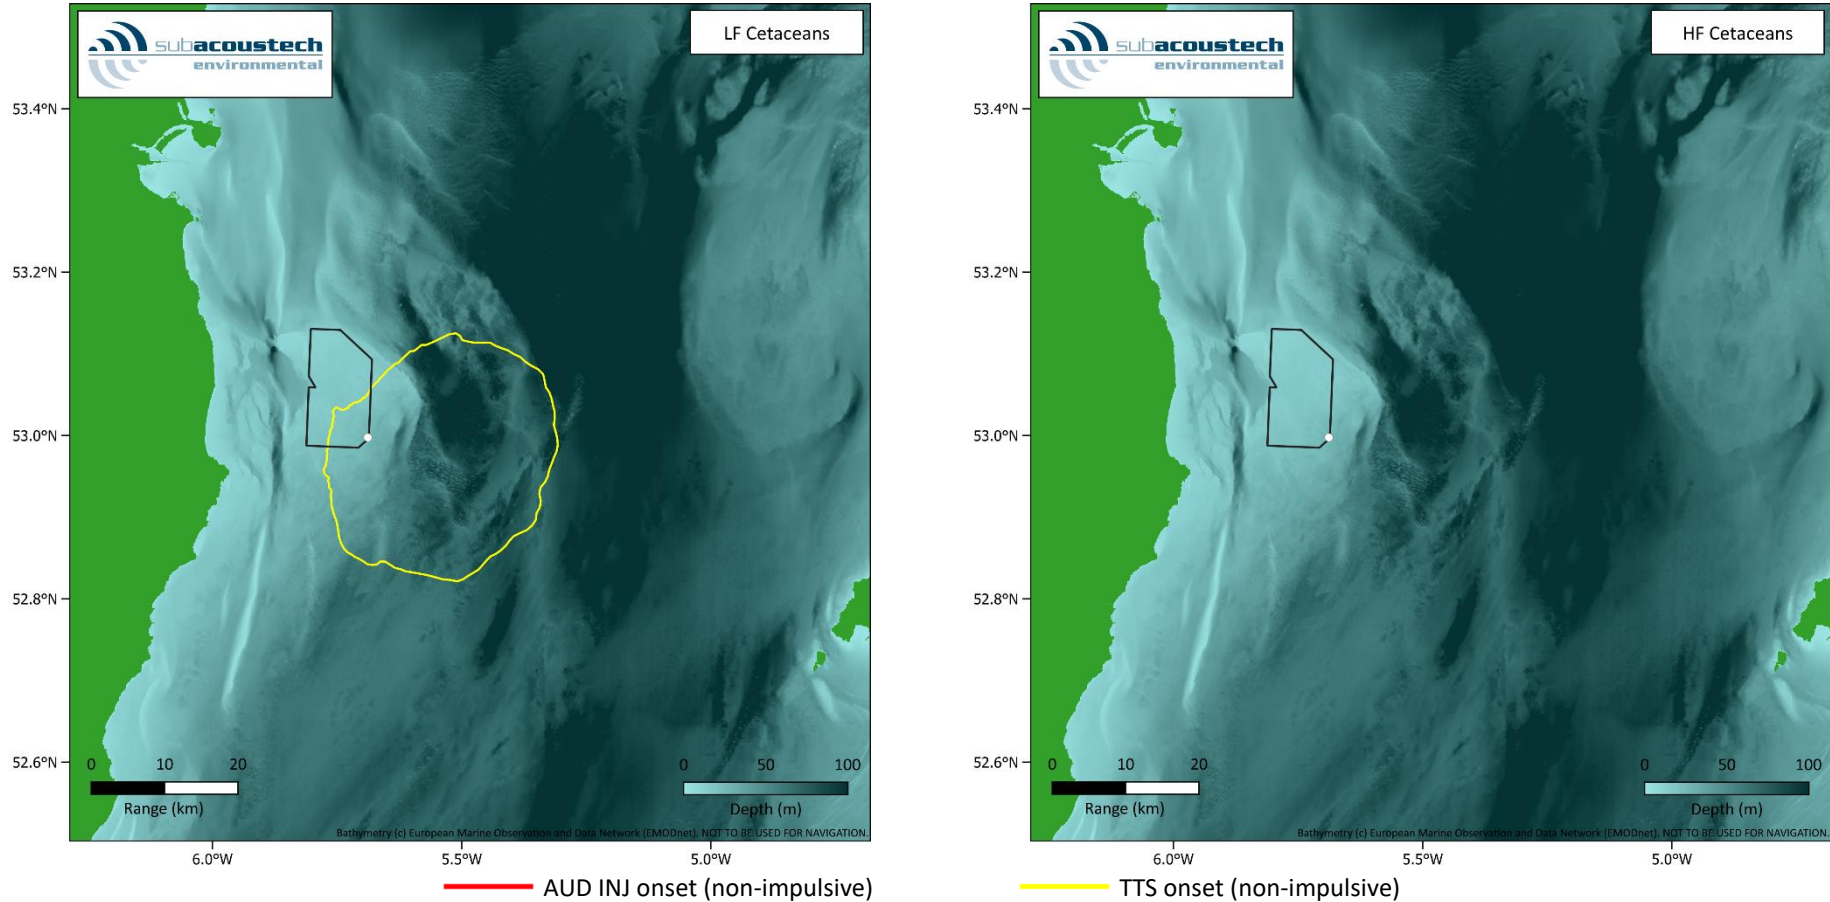 subacoustech
environmental
LF Cetaceans
53.4°N
53.2°N
53.0°N
52.8°N
52.6°N
0 10 20
Range (km)
0 50 100
Depth (m)
Bathymetry (c) European Marine Observation and Data Network (EMODnet). NOT TO BE USED FOR NAVIGATION.
6.0°W 5.5°W 5.0°W
subacoustech
environmental
HF Cetaceans
53.4°N
53.2°N
53.0°N
52.8°N
52.6°N
0 10 20
Range (km)
0 50 100
Depth (m)
Bathymetry (c) European Marine Observation and Data Network (EMODnet). NOT TO BE USED FOR NAVIGATION.
6.0°W 5.5°W 5.0°W
AUD INJ onset (non-impulsive) TTS onset (non-impulsive)